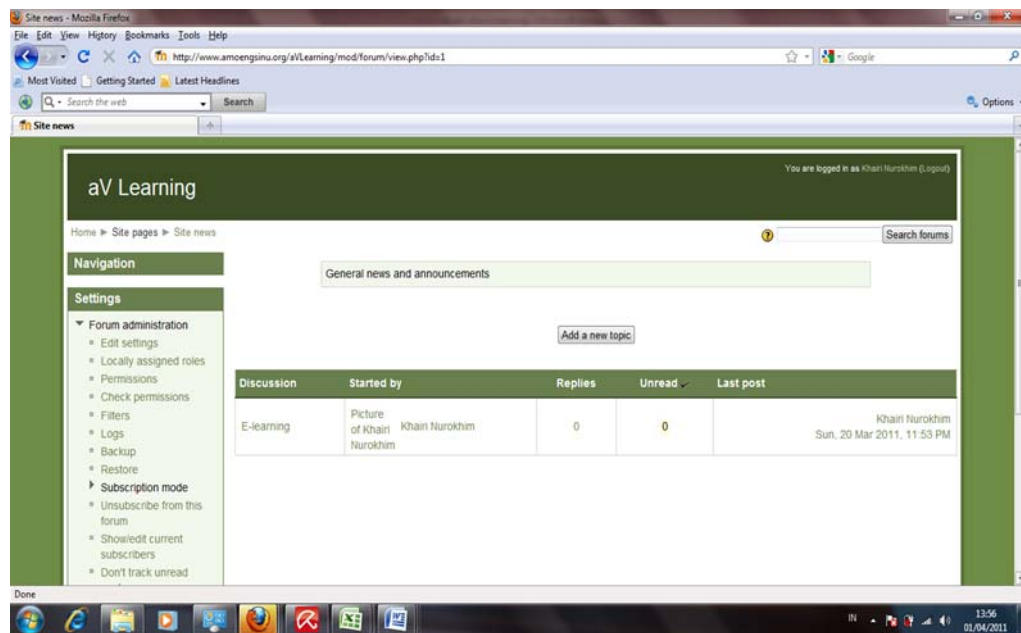 Site news - Mozilla Firefox
File Edit View History Bookmarks Tools Help
http://www.amoengsinu.org/aVLearning/mod/forum/view.php?id=1
Google
Most Visited Getting Started Latest Headlines
Search the web Search Options
Site news
You are logged in as Khairi Nurokhim (Logout)
aV Learning
Home ► Site pages ► Site news
Search forums
Navigation
General news and announcements
Settings
Add a new topic
Forum administration
Edit settings
Locally assigned roles
Permissions
Check permissions
Filters
Logs
Backup
Restore
Subscription mode
Unsubscribe from this
forum
Show/edit current
subscribers
Don't track unread
Discussion Started by Replies Unread Last post
E-learning
Picture
of Khairi
Nurokhim
Khairi Nurokhim
0
0
Khairi Nurokhim
Sun, 20 Mar 2011, 11:53 PM
Done
IN
13:56
01/04/2011